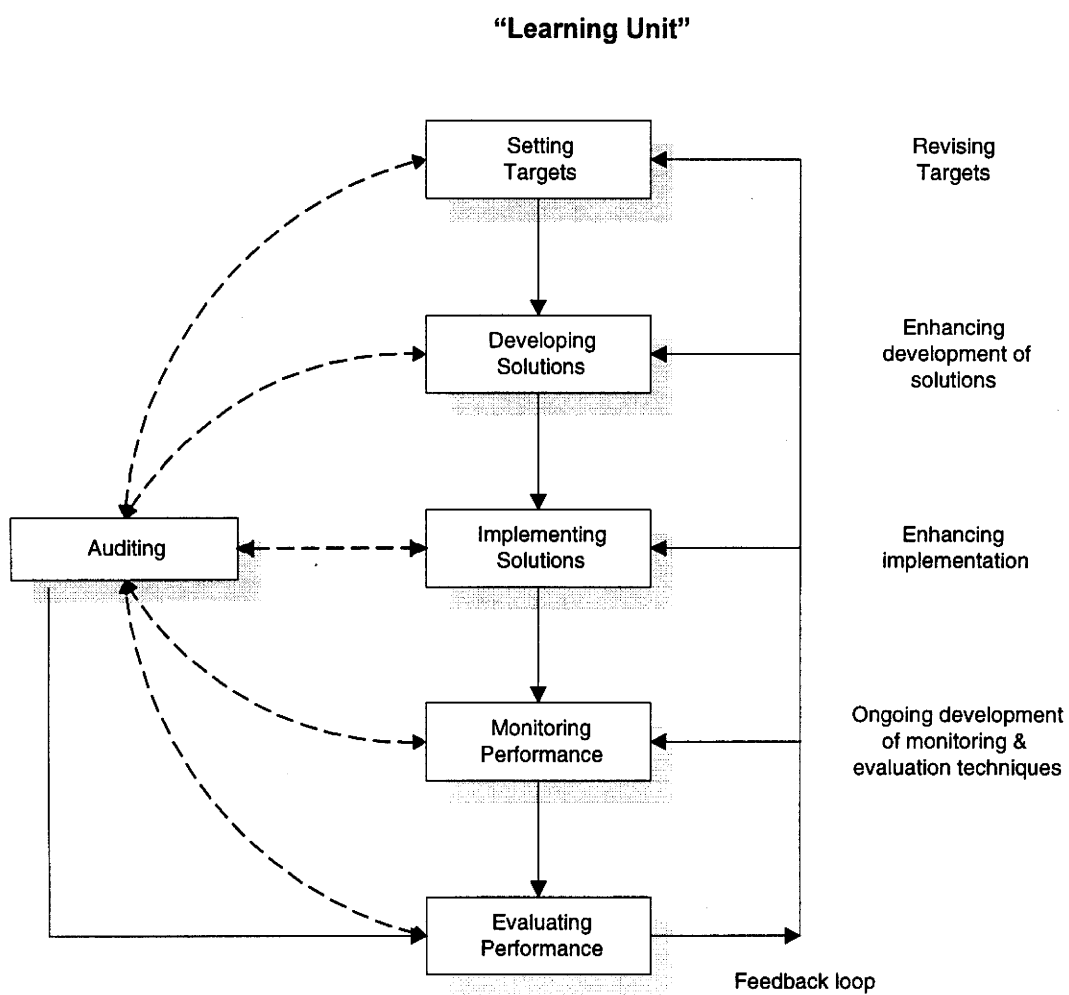 “Learning Unit”
Setting
Targets
Revising
Targets
Developing
Solutions
Enhancing
development of
solutions
Auditing
Implementing
Solutions
Enhancing
implementation
Monitoring
Performance
Ongoing development
of monitoring &
evaluation techniques
Evaluating
Performance
Feedback loop